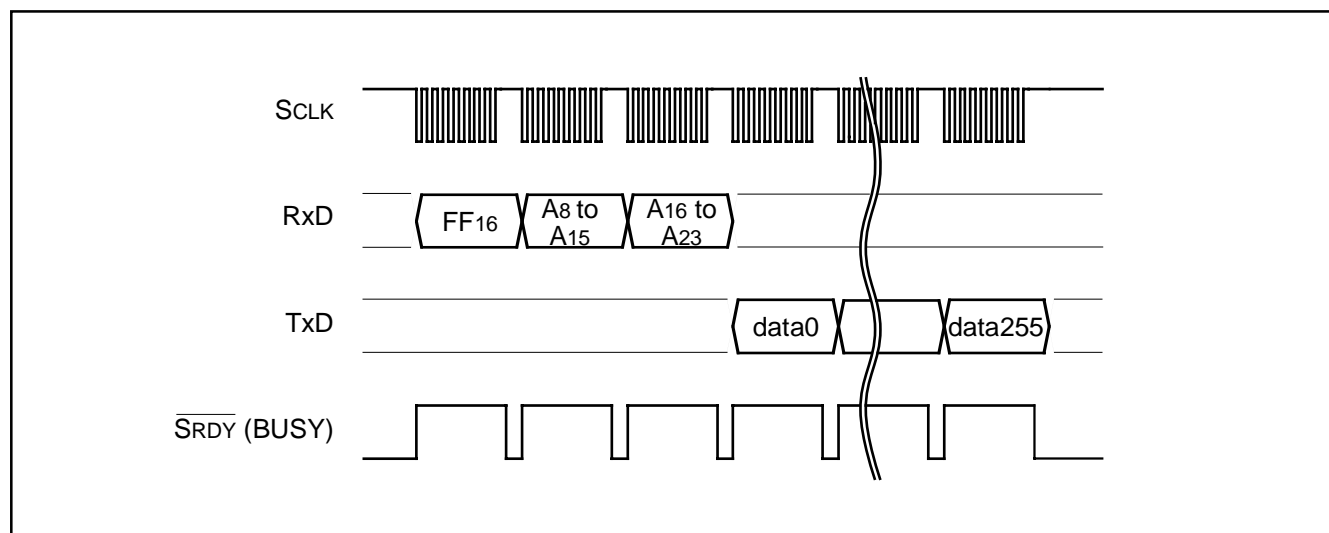 SCLK
RxD
FF16
A8 to
A15
A16 to
A23
TxD
data0
data255
SRDY (BUSY)